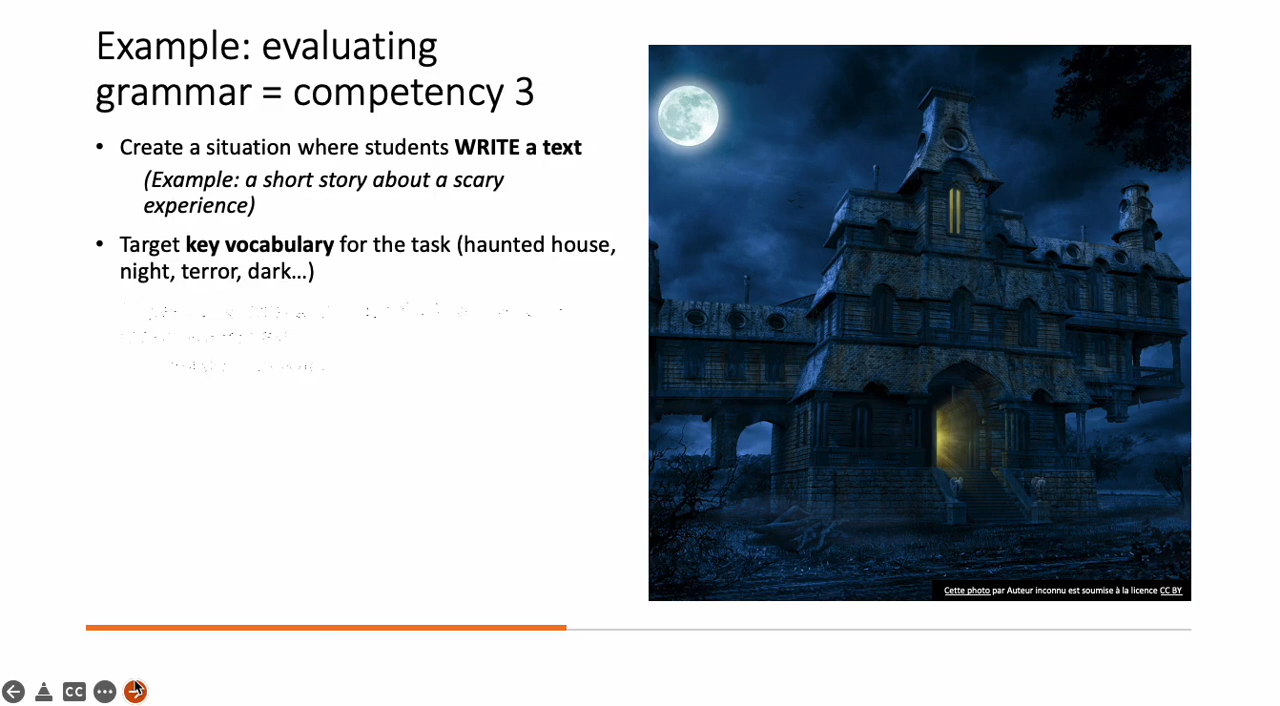 Example: evaluating
grammar = competency 3
• Create a situation where students WRITE a text
(Example: a short story about a scary
experience)
• Target key vocabulary for the task (haunted house,
night, terror, dark...)
Cette photo par Auteur inconnu est soumise à la licence CC BY
CC